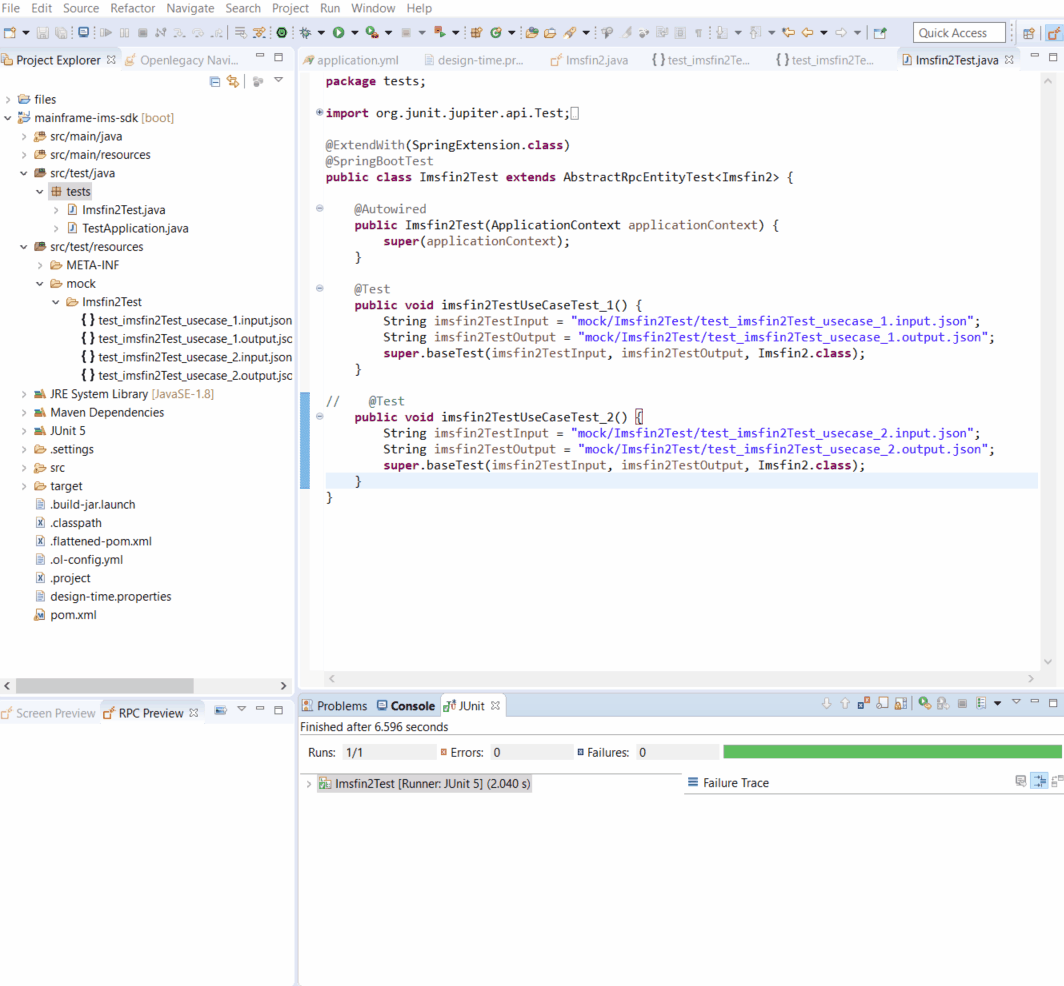 File Edit Source Refactor Navigate Search Project Run Window Help
Quick Access
Project Explorer Openlegacy Navi...
files
mainframe-ims-sdk [boot]
src/main/java
src/main/resources
src/test/java
tests
Imsfin2Test.java
TestApplication.java
src/test/resources
META-INF
mock
Imsfin2Test
{} test_imsfin2Test_usecase_1.input.json
{} test_imsfin2Test_usecase_1.output.jsc
{} test_imsfin2Test_usecase_2.input.json
{} test_imsfin2Test_usecase_2.output.jsc
JRE System Library [JavaSE-1.8]
Maven Dependencies
JUnit 5
.settings
src
target
.build-jar.launch
.classpath
.flattened-pom.xml
.ol-config.yml
.project
design-time.properties
pom.xml
application.yml design-time.pr... Imsfin2.java {} test_imsfin2Te... {} test_imsfin2Te... Imsfin2Test.java
package tests;
import org.junit.jupiter.api.Test;
@ExtendWith(SpringExtension.class)
@SpringBootTest
public class Imsfin2Test extends AbstractRpcEntityTest<Imsfin2> {
@Autowired
public Imsfin2Test(ApplicationContext applicationContext) {
super(applicationContext);
}
@Test
public void imsfin2TestUseCaseTest_1() {
String imsfin2TestInput = "mock/Imsfin2Test/test_imsfin2Test_usecase_1.input.json";
String imsfin2TestOutput = "mock/Imsfin2Test/test_imsfin2Test_usecase_1.output.json";
super.baseTest(imsfin2TestInput, imsfin2TestOutput, Imsfin2.class);
}
// @Test
public void imsfin2TestUseCaseTest_2() {
String imsfin2TestInput = "mock/Imsfin2Test/test_imsfin2Test_usecase_2.input.json";
String imsfin2TestOutput = "mock/Imsfin2Test/test_imsfin2Test_usecase_2.output.json";
super.baseTest(imsfin2TestInput, imsfin2TestOutput, Imsfin2.class);
}
}
Screen Preview RPC Preview
Problems Console JUnit
Finished after 6.596 seconds
Runs: 1/1 Errors: 0 Failures: 0
Imsfin2Test [Runner: JUnit 5] (2.040 s)
Failure Trace